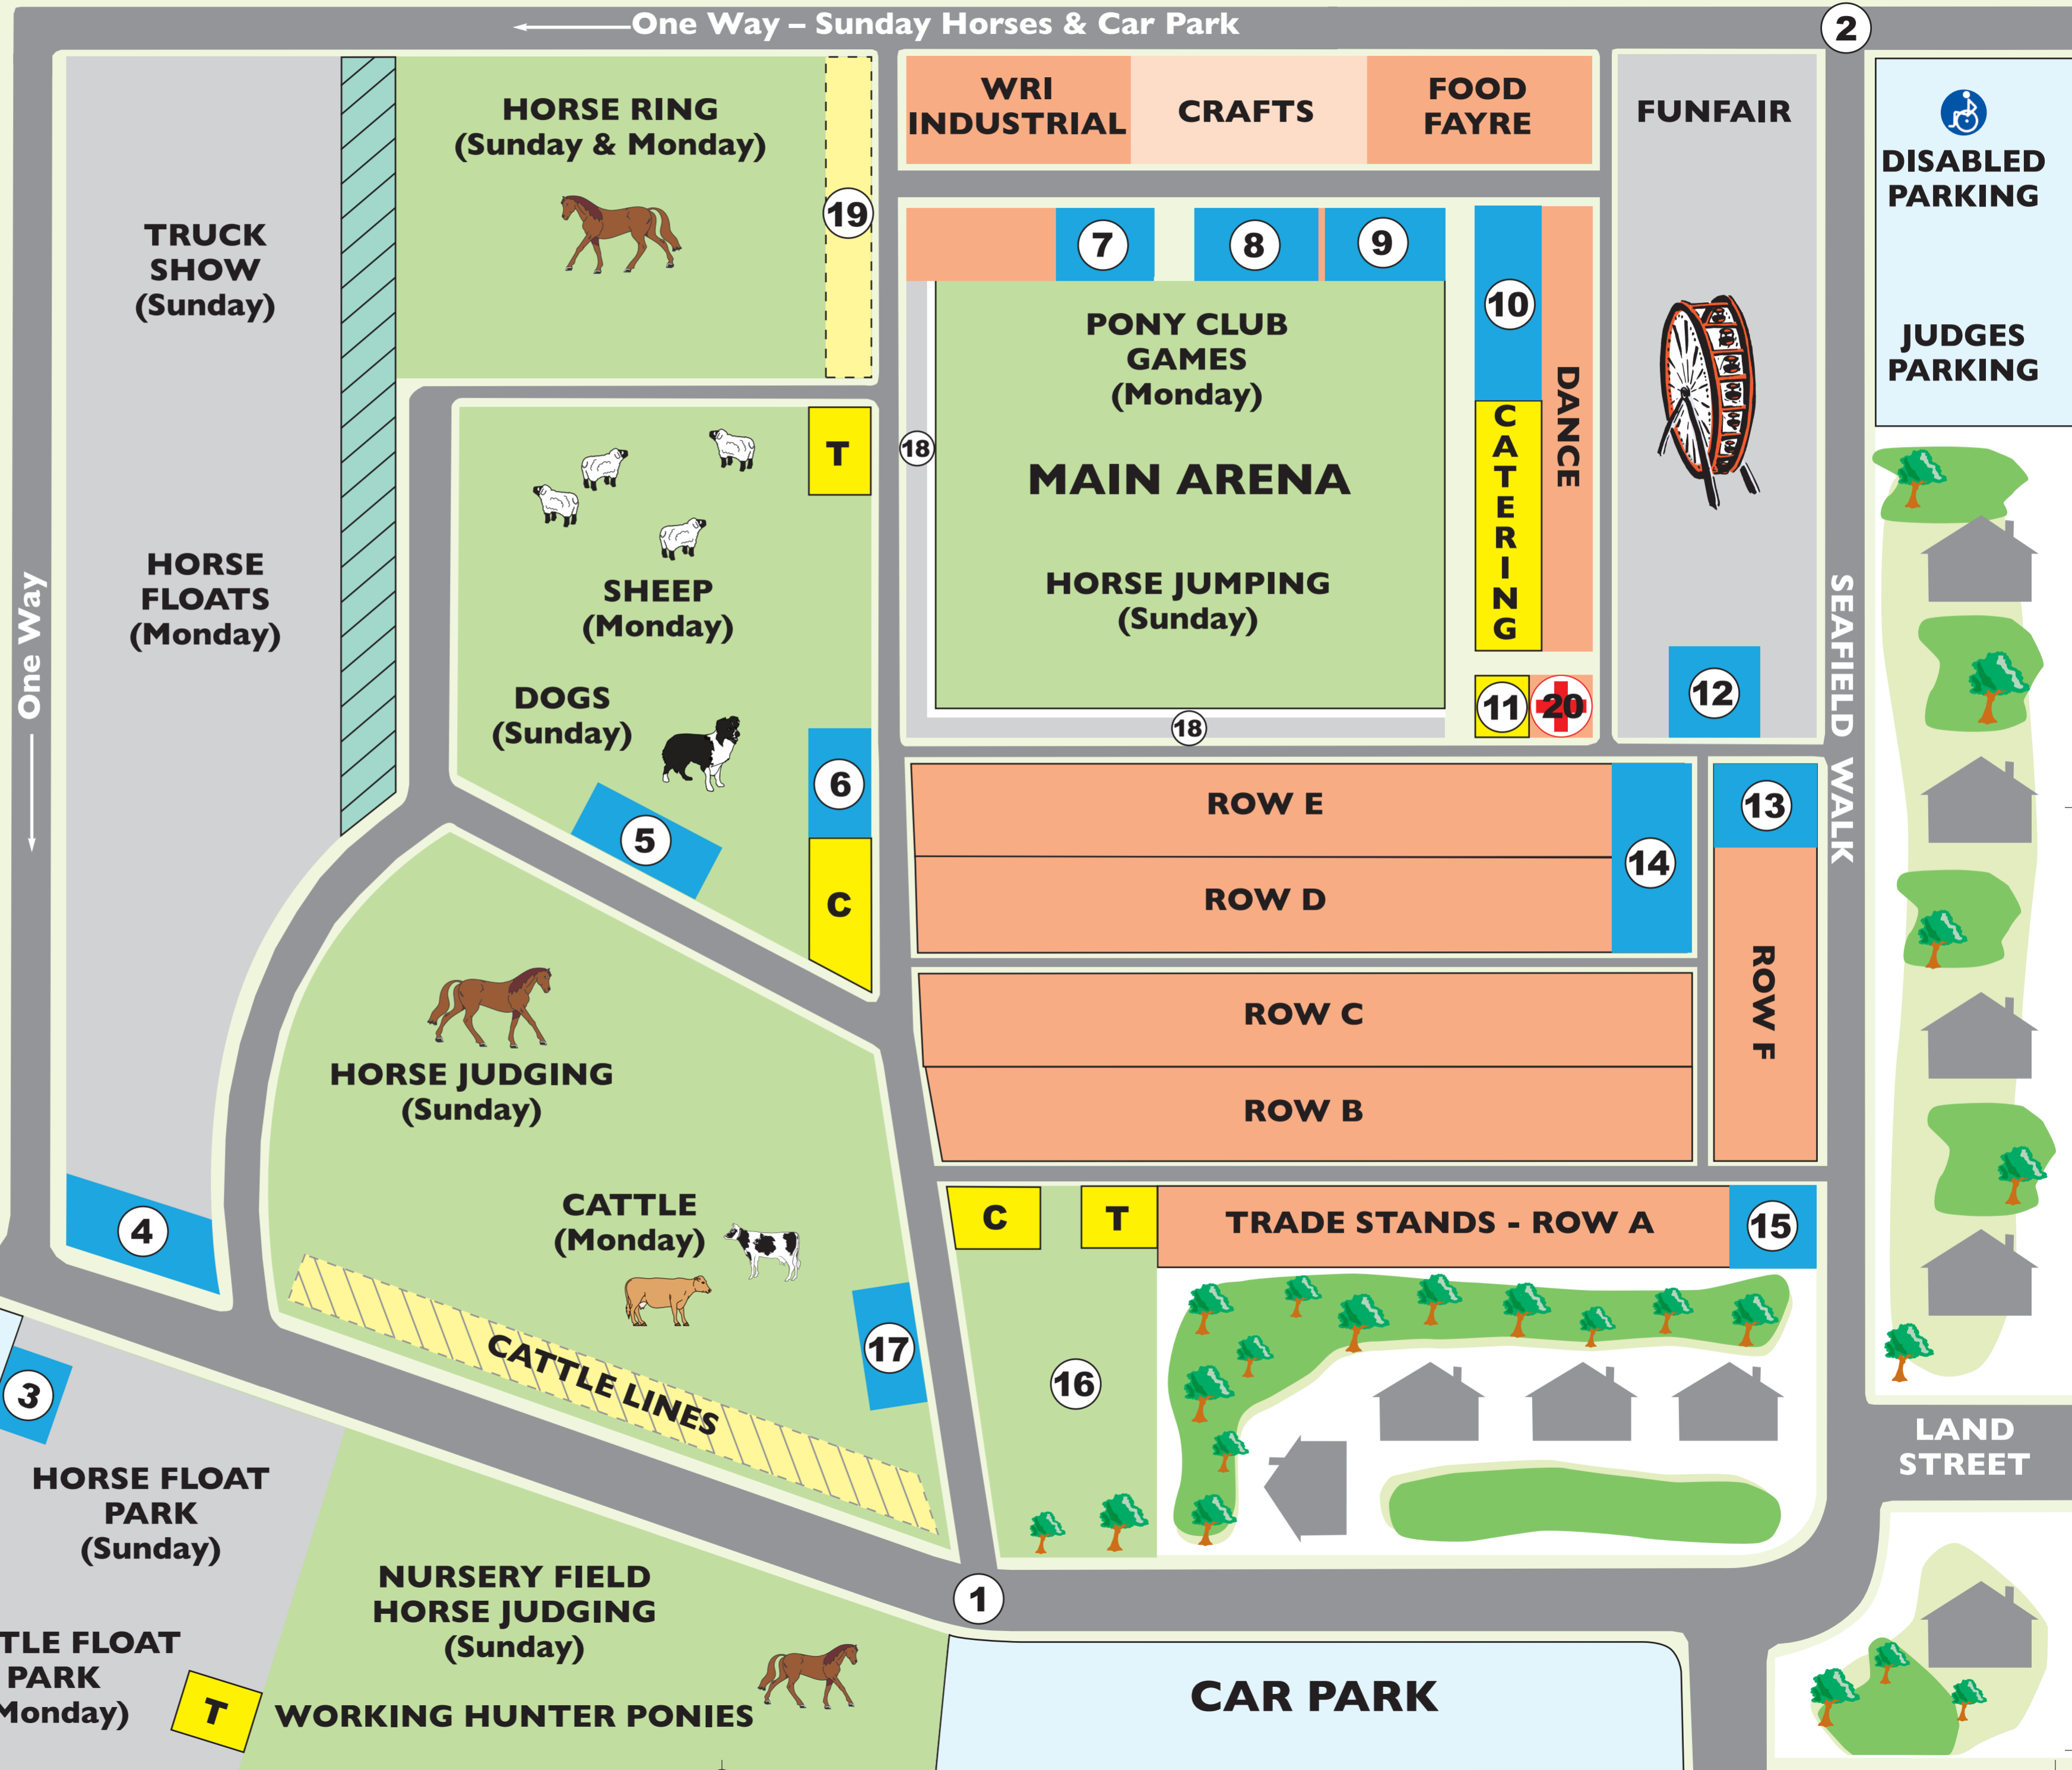 One Way – Sunday Horses & Car Park
2
WRI
INDUSTRIAL
CRAFTS
FOOD
FAYRE
FUNFAIR
HORSE RING
(Sunday & Monday)
19
DISABLED
PARKING
JUDGES
PARKING
TRUCK
SHOW
(Sunday)
HORSE
FLOATS
(Monday)
One Way
7
8
9
10
PONY CLUB
GAMES
(Monday)
MAIN ARENA
HORSE JUMPING
(Sunday)
18
18
CATERING
DANCE
11
20
12
SEAFIELD WALK
T
SHEEP
(Monday)
DOGS
(Sunday)
5
6
C
ROW E
ROW D
14
13
ROW C
ROW B
ROW F
HORSE JUDGING
(Sunday)
CATTLE
(Monday)
CATTLE LINES
17
4
3
C
T
TRADE STANDS - ROW A
15
16
LAND
STREET
HORSE FLOAT
PARK
(Sunday)
TLE FLOAT
PARK
Monday)
T
NURSERY FIELD
HORSE JUDGING
(Sunday)
WORKING HUNTER PONIES
1
CAR PARK